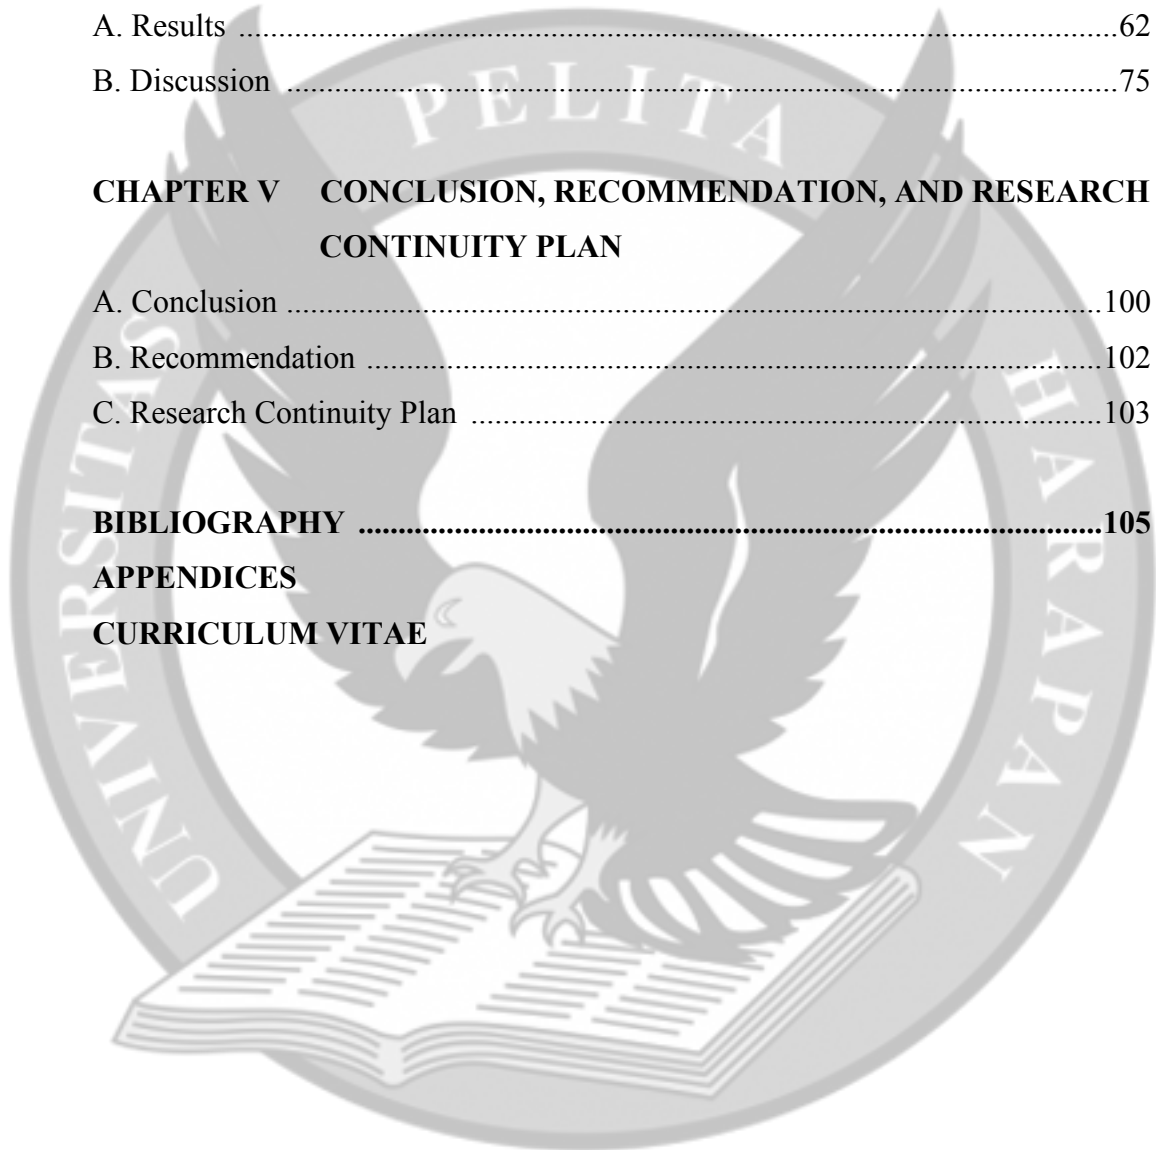 A. Results ........................................................................................................62
B. Discussion ..................................................................................................75
CHAPTER V CONCLUSION, RECOMMENDATION, AND RESEARCH
CONTINUITY PLAN
A. Conclusion ................................................................................................100
B. Recommendation ......................................................................................102
C. Research Continuity Plan ..........................................................................103
BIBLIOGRAPHY .........................................................................................105
APPENDICES
CURRICULUM VITAE
UNIVERSITAS PELITA HARAPAN